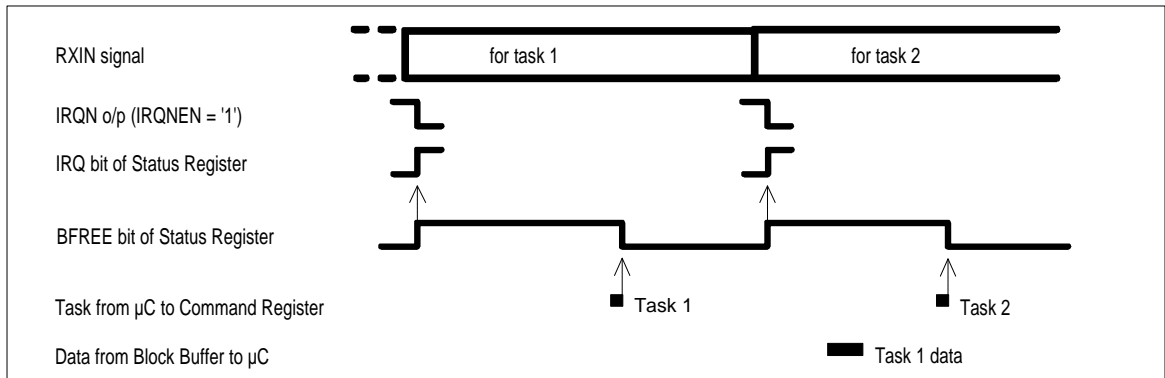 RXIN signal for task 1 for task 2
IRQN o/p (IRQNEN = '1')
IRQ bit of Status Register
BFREE bit of Status Register
Task from µC to Command Register Task 1 Task 2
Data from Block Buffer to µC Task 1 data